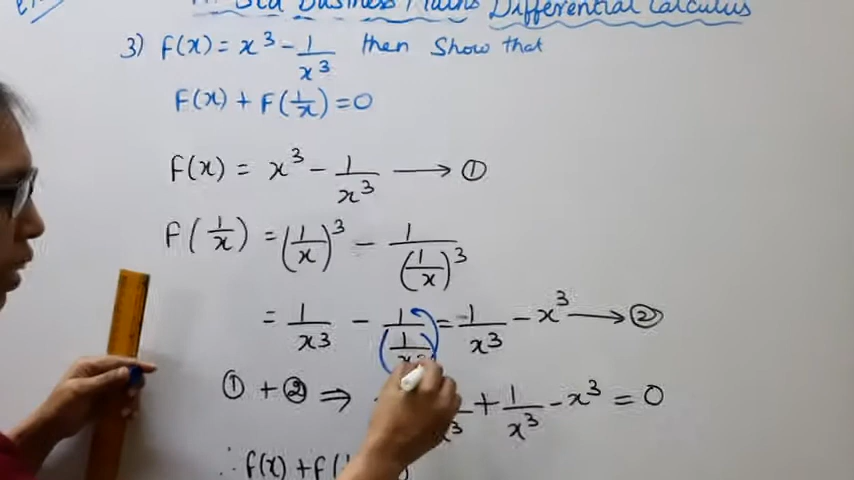 Std Business Maths Differential Calculus
3) F(x) = x³ - 1/x³ then Show that
F(x) + F(1/x) = 0
F(x) = x³ - 1/x³ ⟶ ①
F(1/x) = (1/x)³ - 1/(1/x)³
= 1/x³ - 1/(1/x³) = 1/x³ - x³ ⟶ ②
① + ② ⇒ x³ + 1/x³ - x³ = 0
∴ f(x) + f(